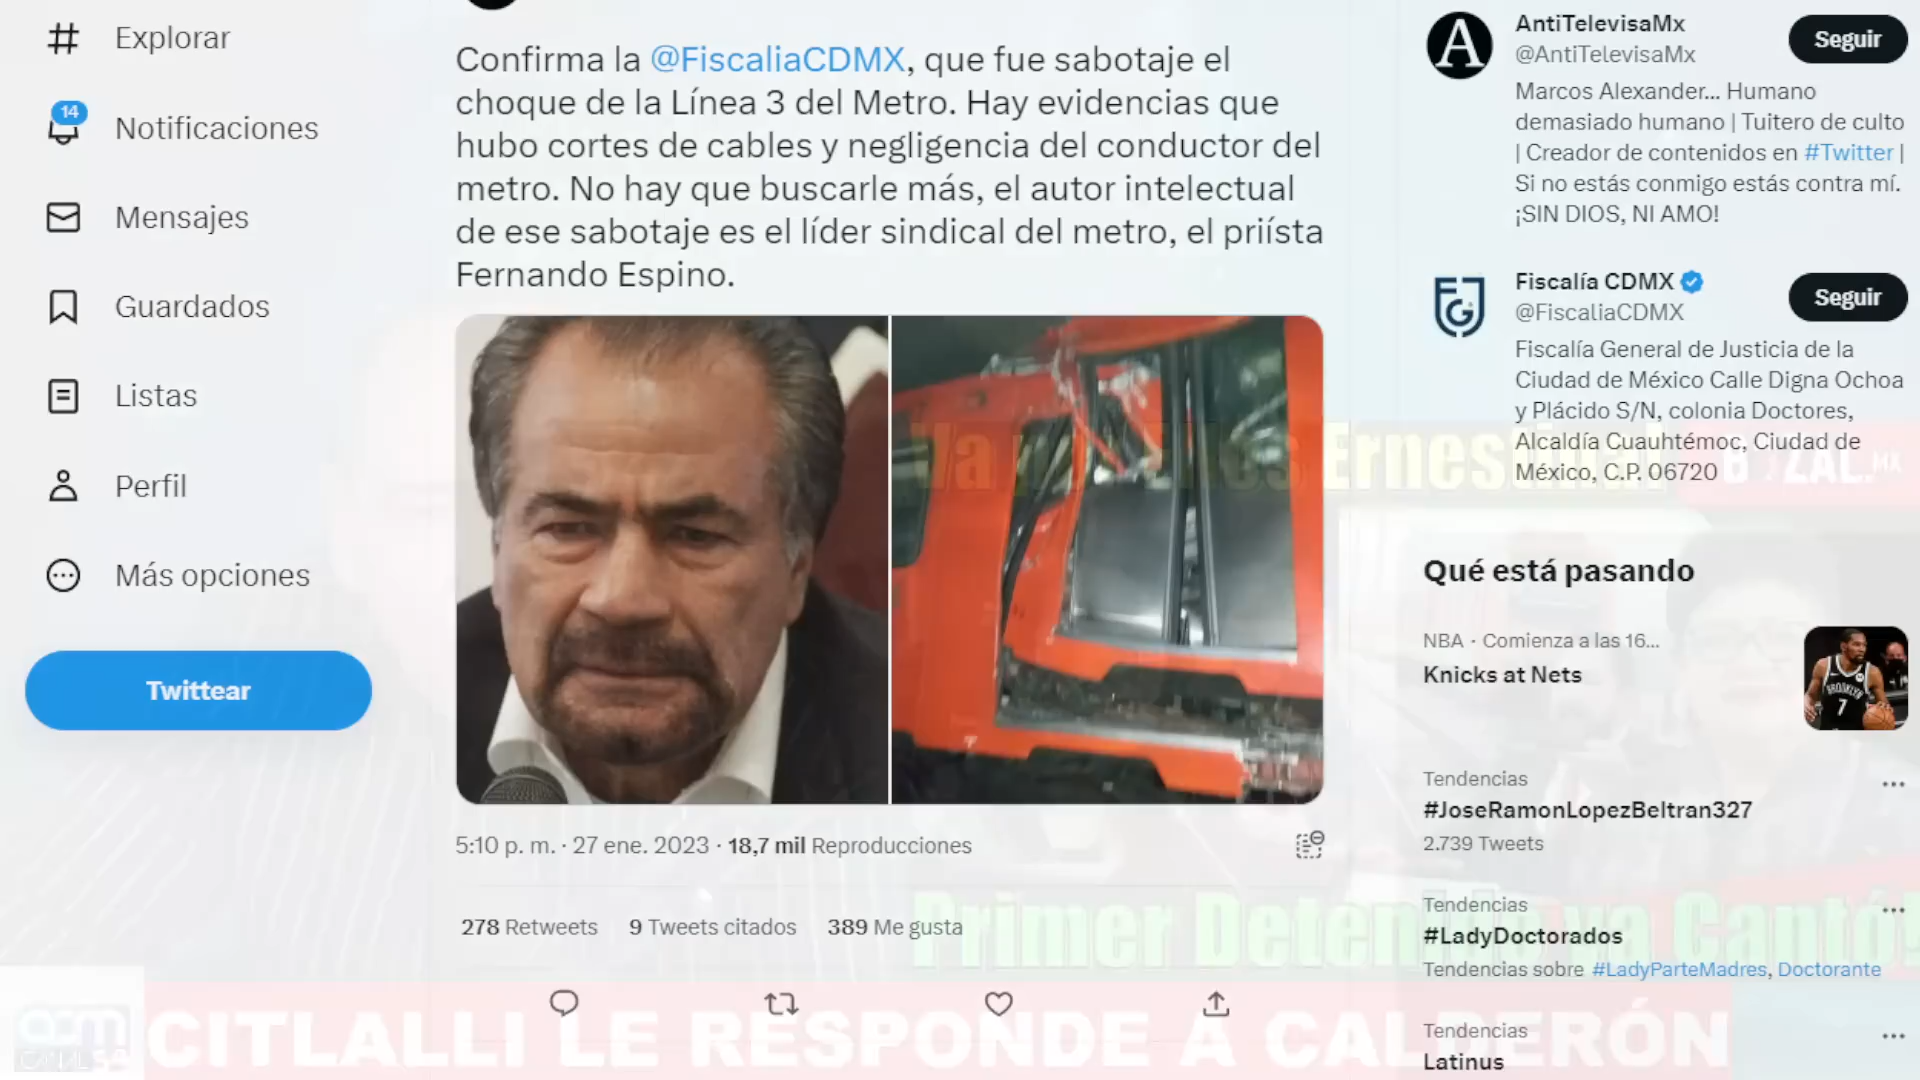 Explorar
14
Notificaciones
Mensajes
Guardados
Listas
Perfil
Más opciones
Twittear
Confirma la @FiscaliaCDMX, que fue sabotaje el
choque de la Línea 3 del Metro. Hay evidencias que
hubo cortes de cables y negligencia del conductor del
metro. No hay que buscarle más, el autor intelectual
de ese sabotaje es el líder sindical del metro, el priísta
Fernando Espino.
5:10 p. m. · 27 ene. 2023 · 18,7 mil Reproducciones
278 Retweets 9 Tweets citados 389 Me gusta
A
AntiTelevisaMx
@AntiTelevisaMx
Seguir
Marcos Alexander... Humano
demasiado humano | Tuitero de culto
| Creador de contenidos en #Twitter |
Si no estás conmigo estás contra mí.
¡SIN DIOS, NI AMO!
Fiscalía CDMX
@FiscaliaCDMX
Seguir
Fiscalía General de Justicia de la
Ciudad de México Calle Digna Ochoa
y Plácido S/N, colonia Doctores,
Alcaldía Cuauhtémoc, Ciudad de
México, C.P. 06720
Qué está pasando
NBA · Comienza a las 16...
Knicks at Nets
BROOKLYN
7
Tendencias
#JoseRamonLopezBeltran327
2.739 Tweets
Tendencias
#LadyDoctorados
Tendencias sobre #LadyParteMadres, Doctorante
Tendencias
Latinus
Va
Primer Detenido ya Cantó!
CITLALLI LE RESPONDE A CALDERÓN